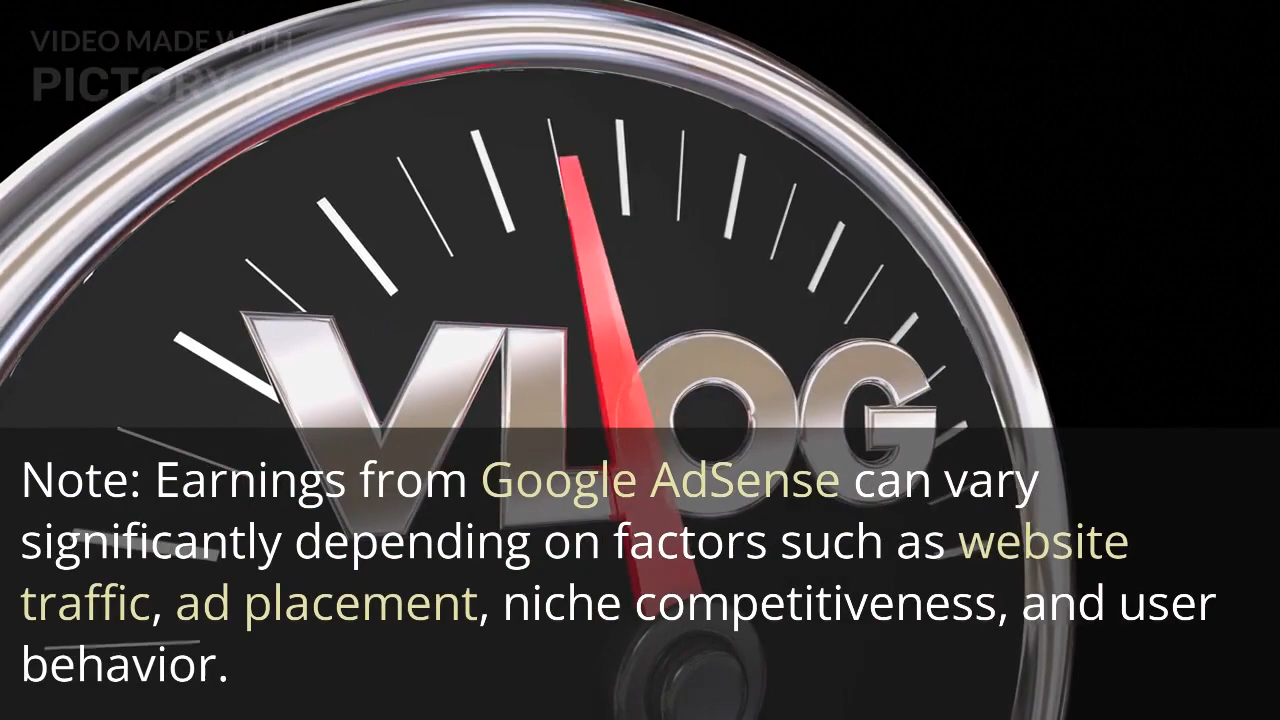 VIDEO MADE WITH
PICTORY
VLOG
Note: Earnings from Google AdSense can vary
significantly depending on factors such as website
traffic, ad placement, niche competitiveness, and user
behavior.